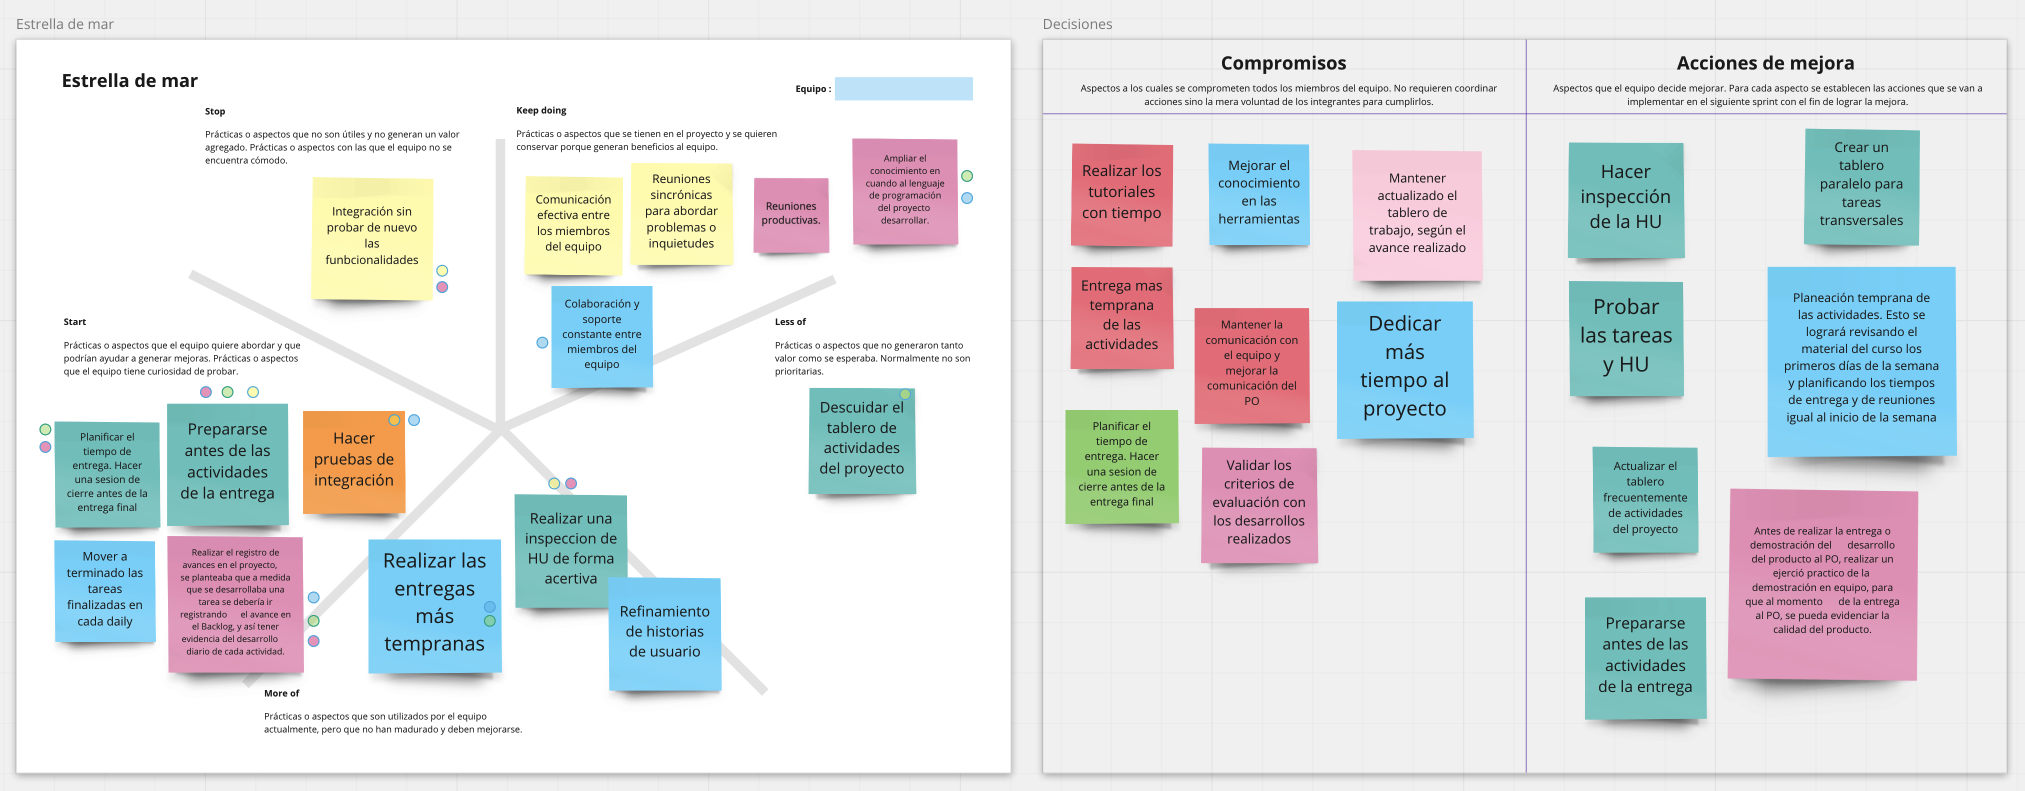 Estrella de mar
Estrella de mar
Equipo :
Stop
Prácticas o aspectos que no son útiles y no generan un valor
agregado. Prácticas o aspectos con las que el equipo no se
encuentra cómodo.
Integración sin
probar de nuevo
las
funbcionalidades
Keep doing
Prácticas o aspectos que se tienen en el proyecto y se quieren
conservar porque generan beneficios al equipo.
Comunicación
efectiva entre
los miembros
del equipo
Reuniones
sincrónicas
para abordar
problemas o
inquietudes
Reuniones
productivas.
Ampliar el
conocimiento en
cuando al lenguaje
de programación
del proyecto
desarrollar.
Colaboración y
soporte
constante entre
miembros del
equipo
Start
Prácticas o aspectos que el equipo quiere abordar y que
podrían ayudar a generar mejoras. Prácticas o aspectos
que el equipo tiene curiosidad de probar.
Planificar el
tiempo de
entrega. Hacer
una sesion de
cierre antes de la
entrega final
Prepararse
antes de las
actividades
de la entrega
Hacer
pruebas de
integración
Mover a
terminado las
tareas
finalizadas en
cada daily
Realizar el registro de
avances en el proyecto,
se planteaba que a medida
que se desarrollaba una
tarea se debería ir
registrando el avance en
el Backlog, y así tener
evidencia del desarrollo
diario de cada actividad.
Less of
Prácticas o aspectos que no generaron tanto
valor como se esperaba. Normalmente no son
prioritarias.
Descuidar el
tablero de
actividades
del proyecto
Realizar las
entregas
más
tempranas
Realizar una
inspeccion de
HU de forma
acertiva
Refinamiento
de historias
de usuario
More of
Prácticas o aspectos que son utilizados por el equipo
actualmente, pero que no han madurado y deben mejorarse.
Decisiones
Compromisos
Aspectos a los cuales se comprometen todos los miembros del equipo. No requieren coordinar
acciones sino la mera voluntad de los integrantes para cumplirlos.
Realizar los
tutoriales
con tiempo
Mejorar el
conocimiento
en las
herramientas
Mantener
actualizado el
tablero de
trabajo, según el
avance realizado
Entrega mas
temprana
de las
actividades
Mantener la
comunicación con
el equipo y
mejorar la
comunicación del
PO
Dedicar
más
tiempo al
proyecto
Planificar el
tiempo de
entrega. Hacer
una sesion de
cierre antes de la
entrega final
Validar los
criterios de
evaluación con
los desarrollos
realizados
Acciones de mejora
Aspectos que el equipo decide mejorar. Para cada aspecto se establecen las acciones que se van a
implementar en el siguiente sprint con el fin de lograr la mejora.
Hacer
inspección
de la HU
Crear un
tablero
paralelo para
tareas
transversales
Probar
las tareas
y HU
Planeación temprana de
las actividades. Esto se
logrará revisando el
material del curso los
primeros días de la semana
y planificando los tiempos
de entrega y de reuniones
igual al inicio de la semana
Actualizar el
tablero
frecuentemente
de actividades
del proyecto
Antes de realizar la entrega o
demostración del desarrollo
del producto al PO, realizar un
ejerció practico de la
demostración en equipo, para
que al momento de la entrega
al PO, se pueda evidenciar la
calidad del producto.
Prepararse
antes de las
actividades
de la entrega